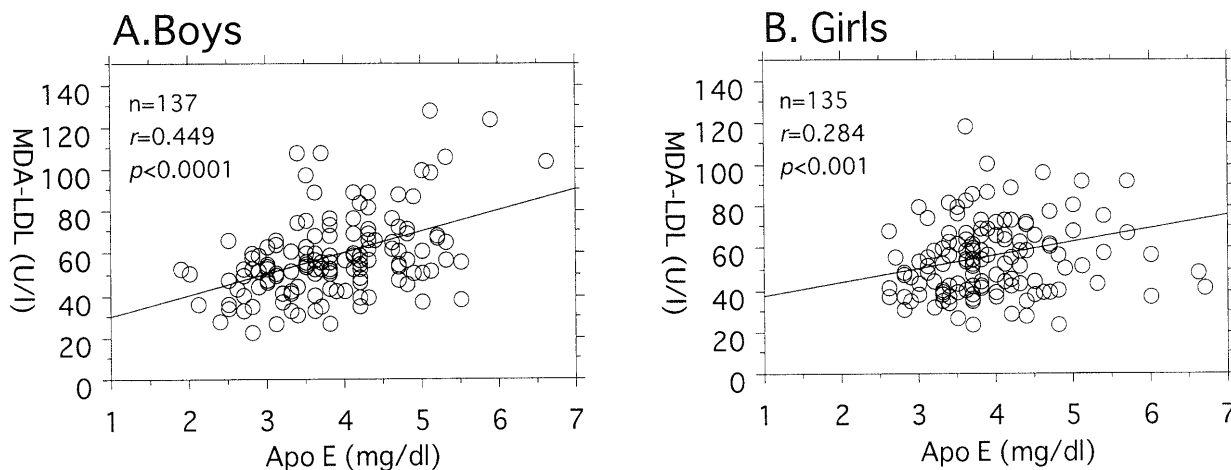 A.Boys
n=137
r=0.449
p<0.0001
MDA-LDL (U/l)
140
120
100
80
60
40
20
0
1 2 3 4 5 6 7
Apo E (mg/dl)
B. Girls
n=135
r=0.284
p<0.001
MDA-LDL (U/l)
140
120
100
80
60
40
20
0
1 2 3 4 5 6 7
Apo E (mg/dl)